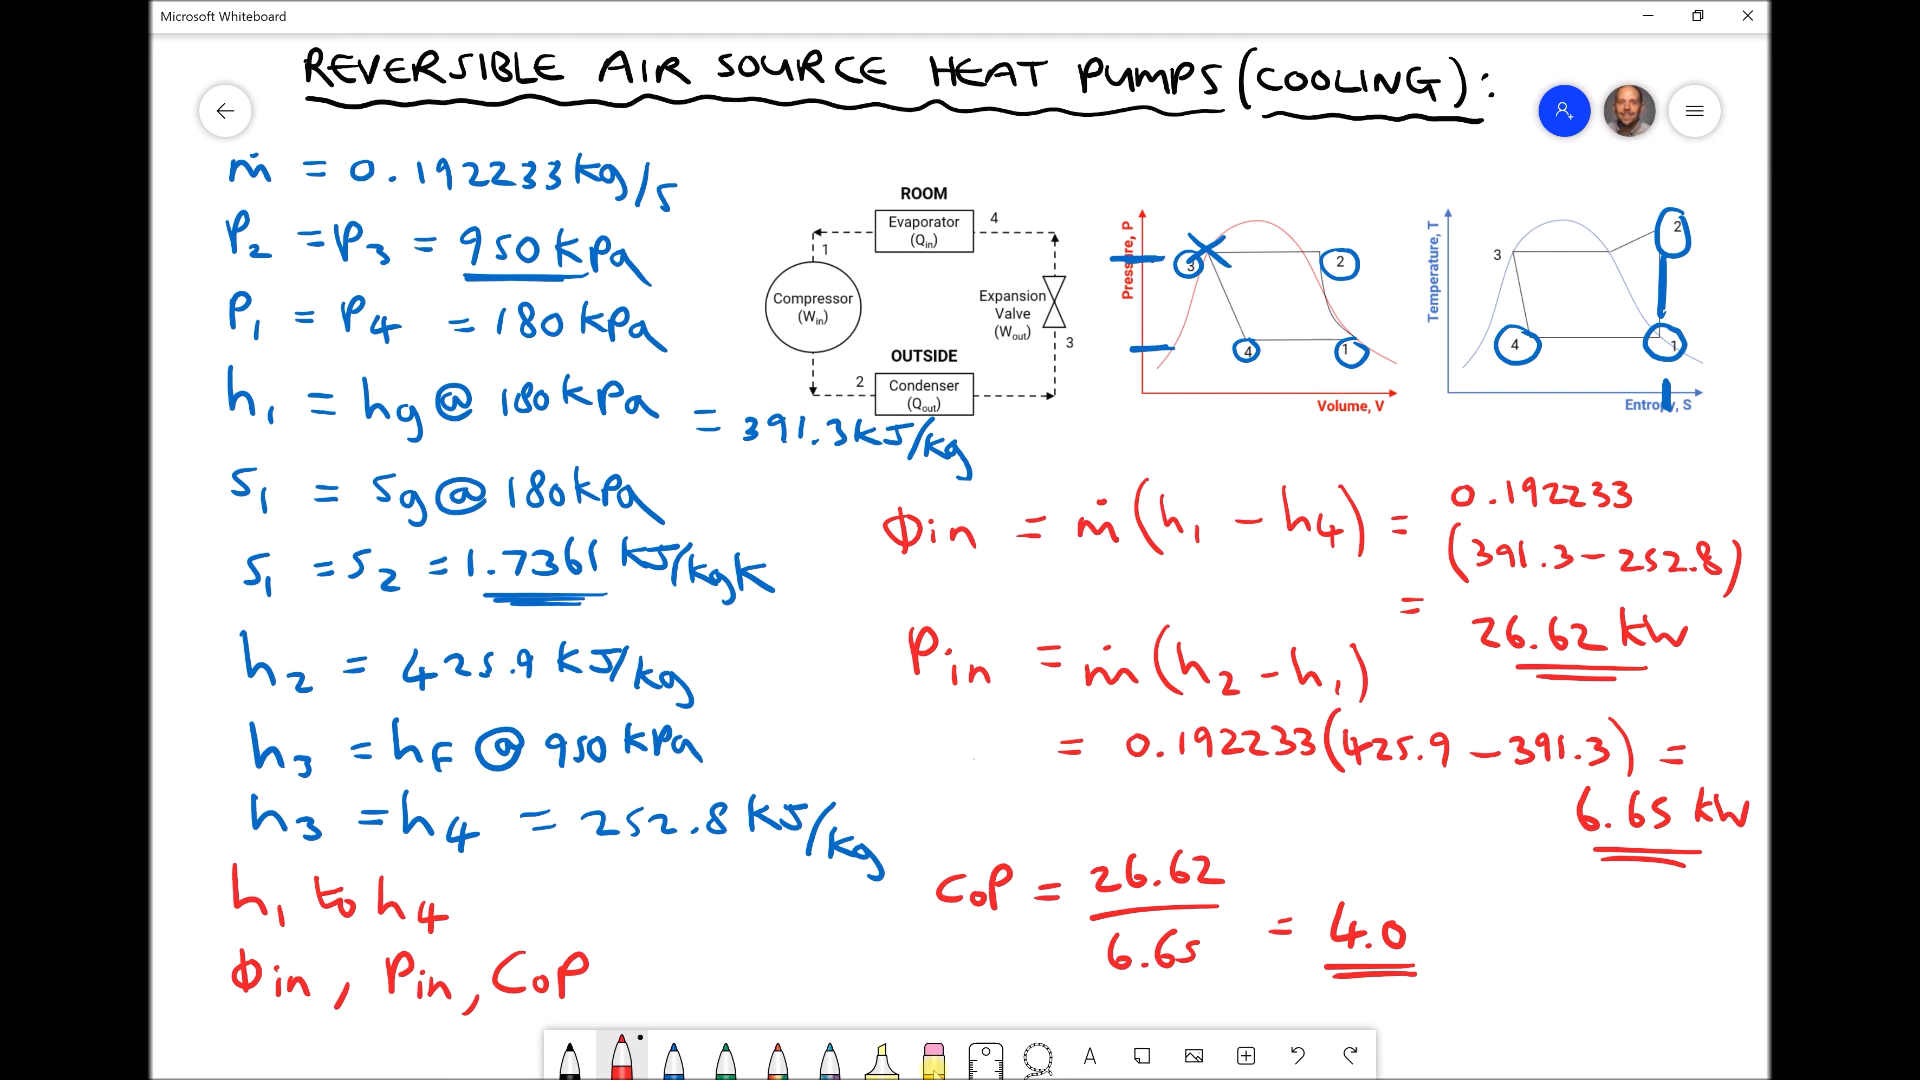 Microsoft Whiteboard
REVERSIBLE AIR SOURCE HEAT PUMPS (COOLING):
ṁ = 0.192233 kg/s
P2 = P3 = 950 kPa
P1 = P4 = 180 kPa
h1 = hg @ 180 kPa = 391.3 kJ/kg
s1 = sg @ 180 kPa
s1 = s2 = 1.7361 kJ/kgK
h2 = 425.9 kJ/kg
h3 = hF @ 950 kPa
h3 = h4 = 252.8 kJ/kg
h1 to h4
Φin, Pin, CoP
ROOM
Evaporator
(Qin)
4
1
Compressor
(Win)
Expansion
Valve
(Wout)
3
OUTSIDE
2
Condenser
(Qout)
Pressure, P
3
2
4
1
Volume, V
Temperature, T
3
2
4
1
Entropy, S
Φin = ṁ(h1 - h4) = 0.192233
(391.3 - 252.8)
= 26.62 kW
Pin = ṁ(h2 - h1)
= 0.192233(425.9 - 391.3) =
6.65 kW
CoP = 26.62
6.65
= 4.0
A